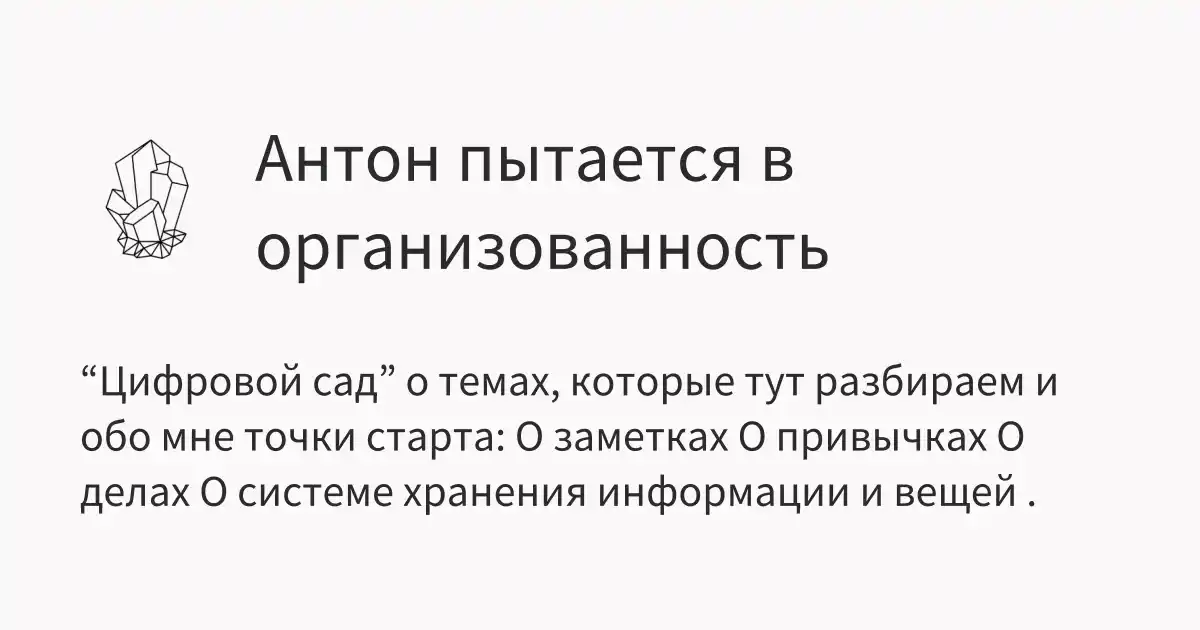 Антон пытается в
организованность
“Цифровой сад” о темах, которые тут разбираем и
обо мне точки старта: О заметках О привычках О
делах О системе хранения информации и вещей .